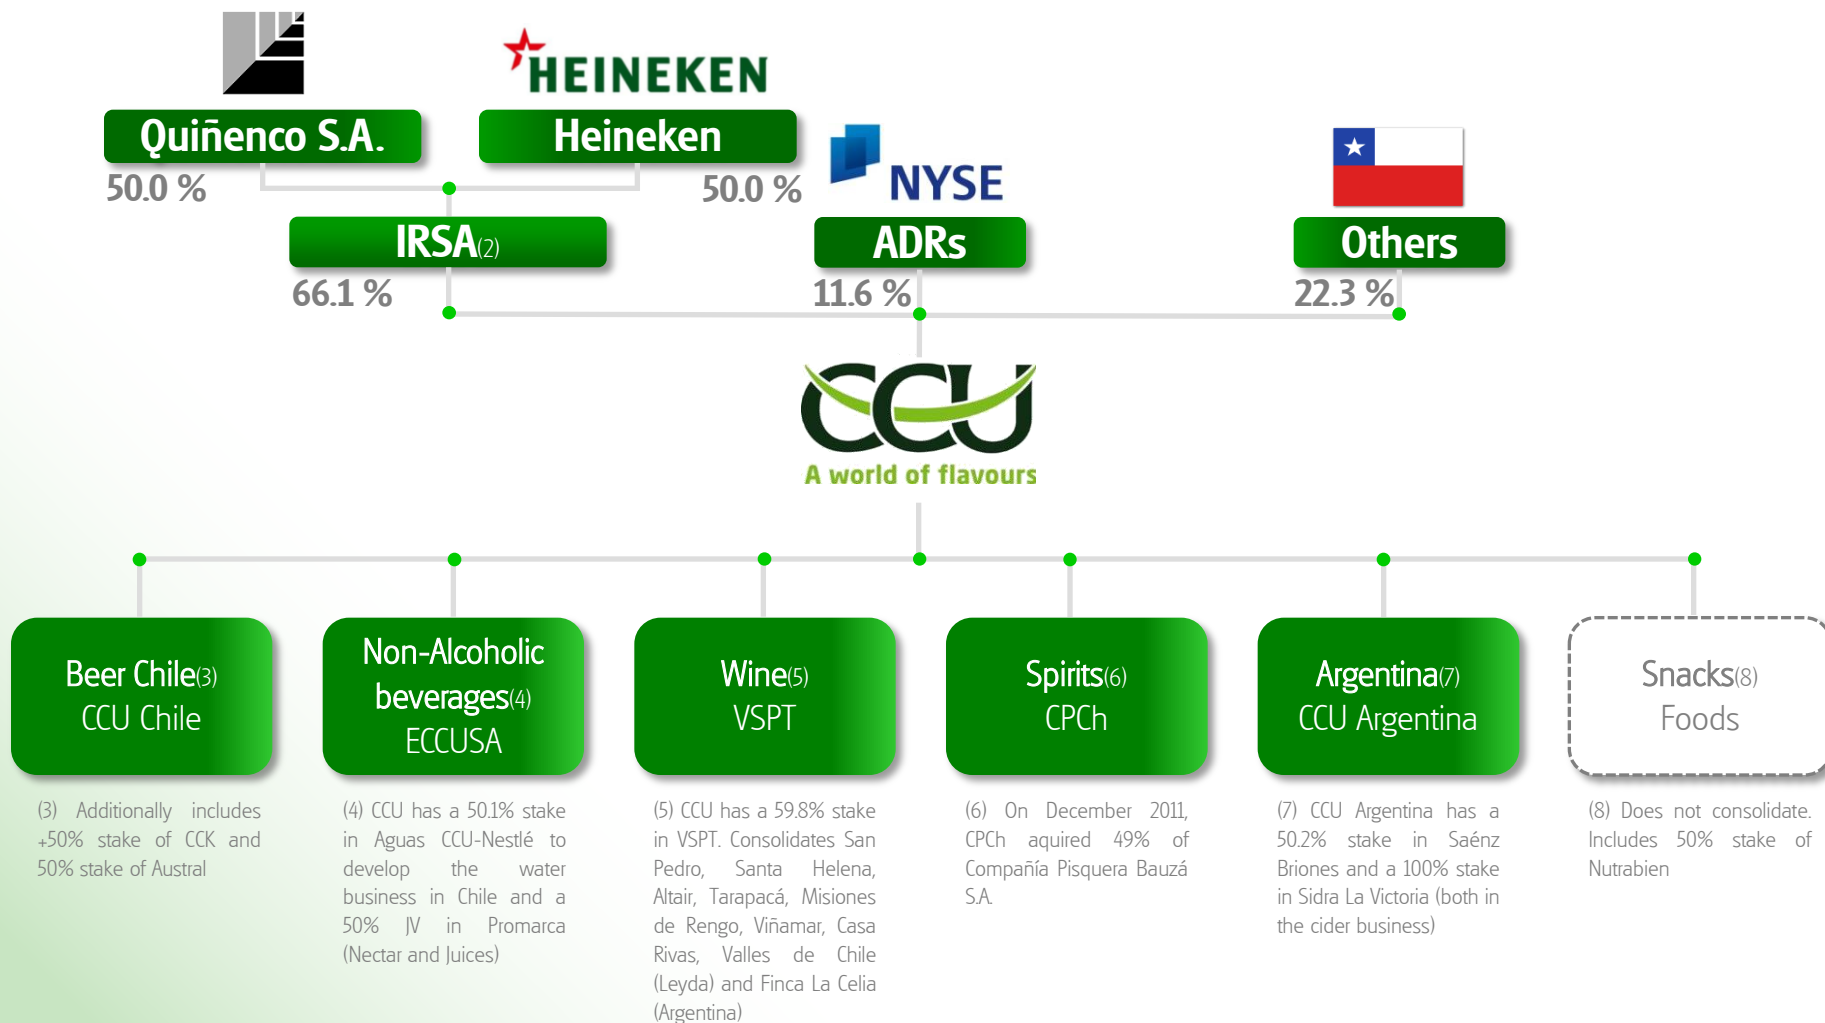 HEINEKEN
Quiñenco S.A.
Heineken
50.0 %
50.0 %
NYSE
IRSA(2)
ADRs
Others
66.1 %
11.6 %
22.3 %
CCU
A world of flavours
Beer Chile(3)
CCU Chile
Non-Alcoholic
beverages(4)
ECCUSA
Wine(5)
VSPT
Spirits(6)
CPCh
Argentina(7)
CCU Argentina
Snacks(8)
Foods
(3) Additionally includes
+50% stake of CCK and
50% stake of Austral
(4) CCU has a 50.1% stake
in Aguas CCU-Nestlé to
develop the water
business in Chile and a
50% JV in Promarca
(Nectar and Juices)
(5) CCU has a 59.8% stake
in VSPT. Consolidates San
Pedro, Santa Helena,
Altair, Tarapacá, Misiones
de Rengo, Viñamar, Casa
Rivas, Valles de Chile
(Leyda) and Finca La Celia
(Argentina)
(6) On December 2011,
CPCh aquired 49% of
Compañía Pisquera Bauzá
S.A.
(7) CCU Argentina has a
50.2% stake in Saénz
Briones and a 100% stake
in Sidra La Victoria (both in
the cider business)
(8) Does not consolidate.
Includes 50% stake of
Nutrabien